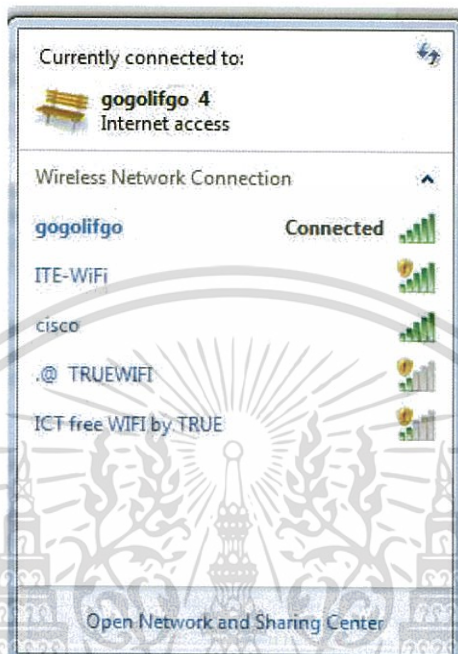 Currently connected to:
gogolifgo 4
Internet access
Wireless Network Connection
gogolifgo Connected
ITE-WiFi
cisco
.@ TRUEWIFI
ICT free WIFI by TRUE
Open Network and Sharing Center